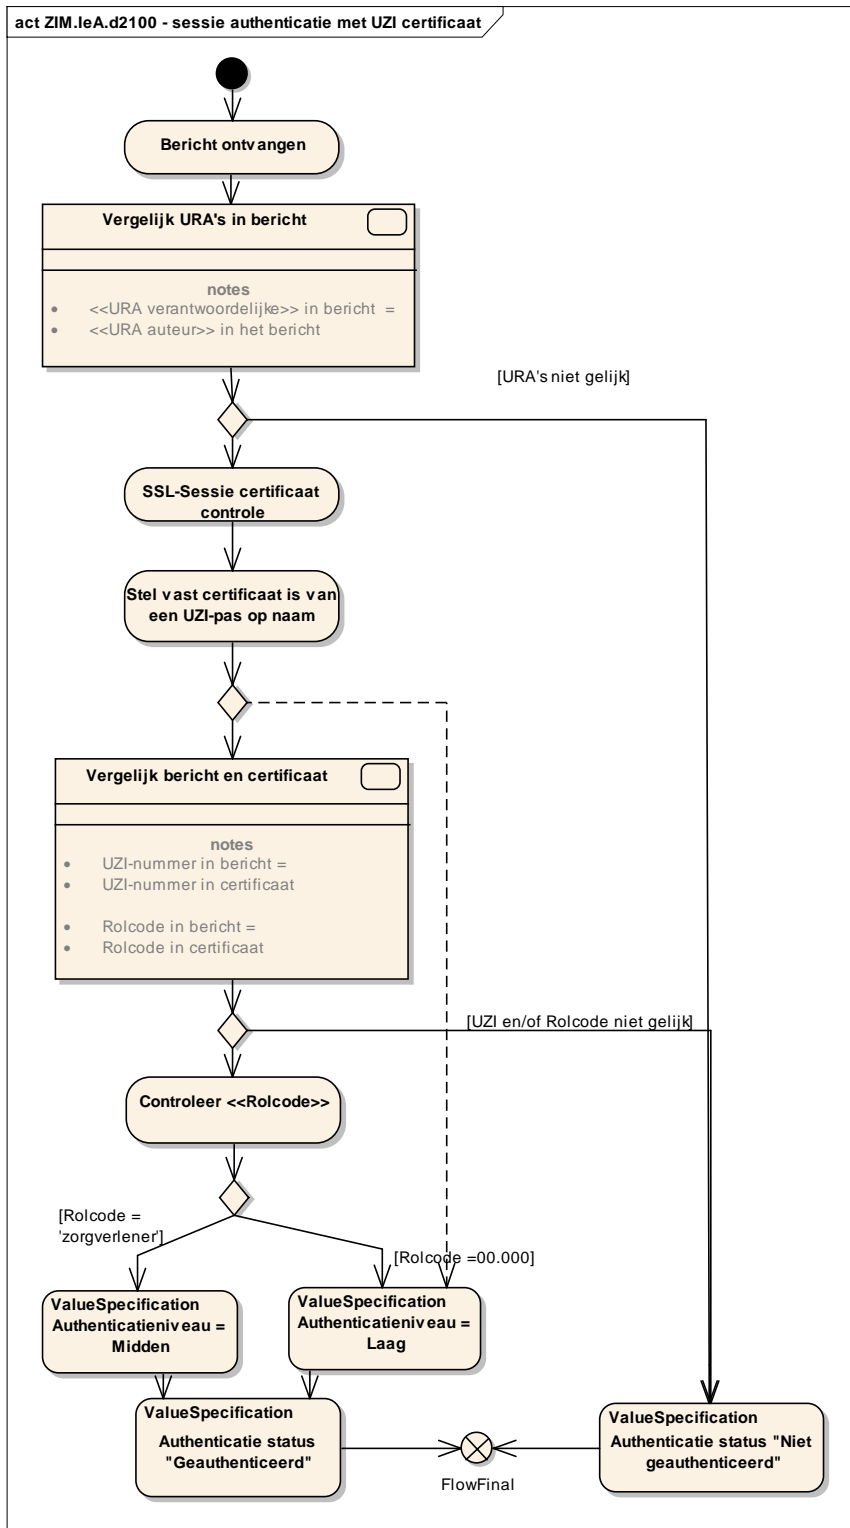 act ZIM.IeA.d2100 - sessie authenticatie met UZI certificaat
Bericht ontvangen
Vergelijk URA's in bericht
notes
• <<URA verantwoordelijke>> in bericht =
• <<URA auteur>> in het bericht
[URA's niet gelijk]
SSL-Sessie certificaat
controle
Stel vast certificaat is van
een UZI-pas op naam
Vergelijk bericht en certificaat
notes
• UZI-nummer in bericht =
• UZI-nummer in certificaat
• Rolcode in bericht =
• Rolcode in certificaat
[UZI en/of Rolcode niet gelijk]
Controleer <<Rolcode>>
[Rolcode =
'zorgverlener']
[Rolcode =00.000]
ValueSpecification
Authenticatieniveau =
Midden
ValueSpecification
Authenticatieniveau =
Laag
ValueSpecification
Authenticatie status
"Geauthenticeerd"
FlowFinal
ValueSpecification
Authenticatie status "Niet
geauthenticeerd"